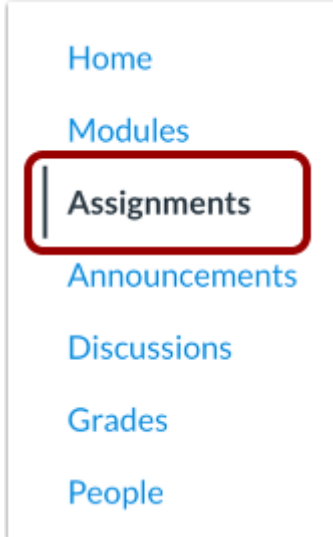 Home
Modules
Assignments
Announcements
Discussions
Grades
People